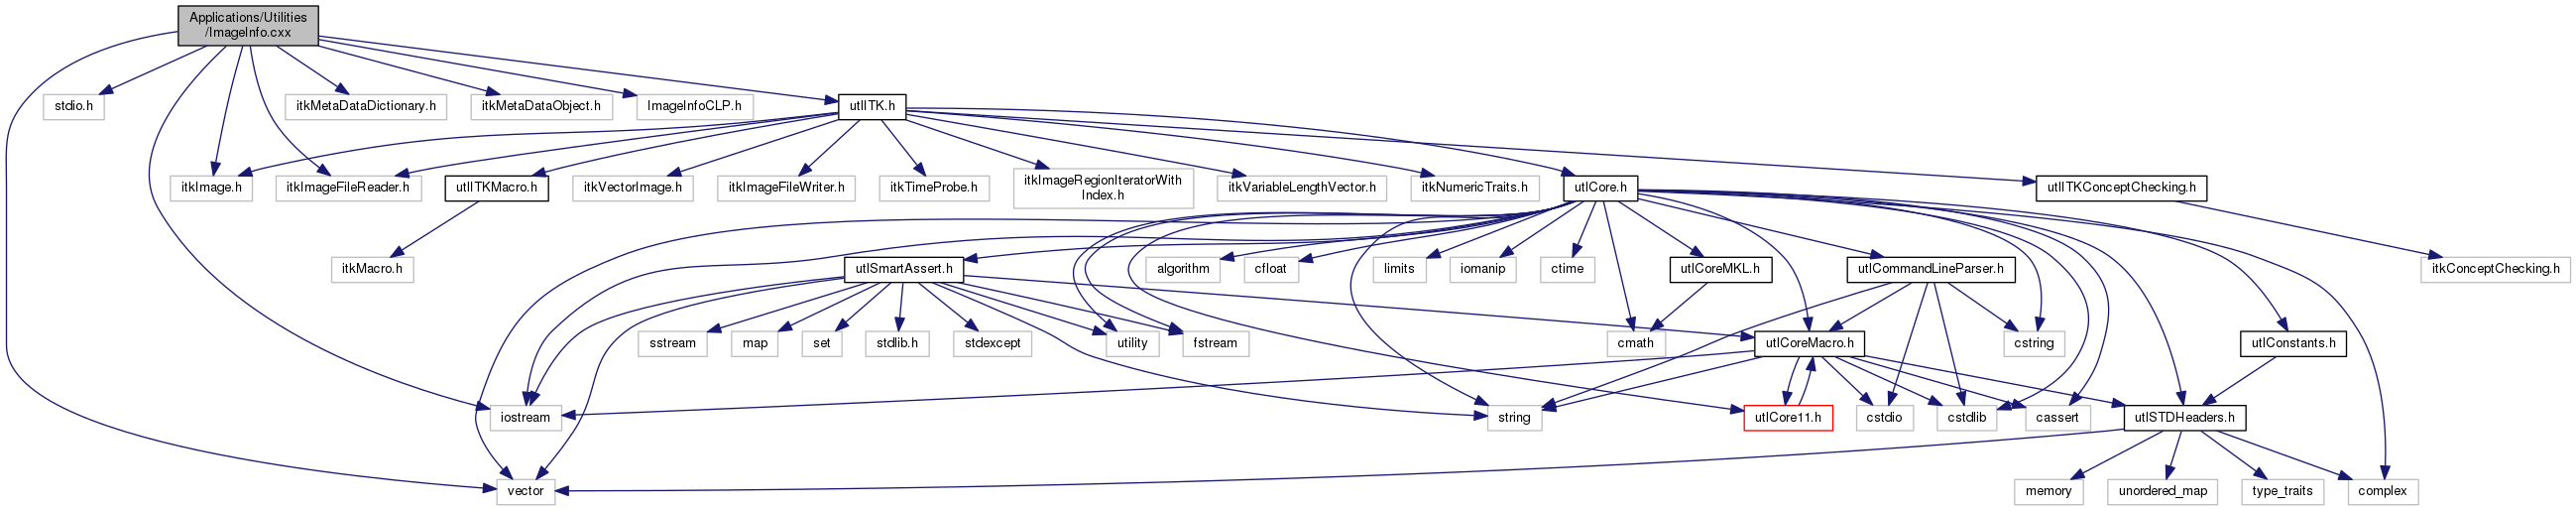 Applications/Utilities
/ImageInfo.cxx
stdio.h
itkMetaDataDictionary.h
itkMetaDataObject.h
ImageInfoCLP.h
utlITK.h
itkImage.h
itkImageFileReader.h
utlITKMacro.h
itkVectorImage.h
itkImageFileWriter.h
itkTimeProbe.h
itkImageRegionIteratorWith
Index.h
itkVariableLengthVector.h
itkNumericTraits.h
utlCore.h
utlITKConceptChecking.h
itkMacro.h
utlSmartAssert.h
algorithm
cfloat
limits
iomanip
ctime
utlCoreMKL.h
utlCommandLineParser.h
itkConceptChecking.h
sstream
map
set
stdlib.h
stdexcept
utility
fstream
cmath
utlCoreMacro.h
cstring
utlConstants.h
iostream
string
utlCore11.h
cstdio
cstdlib
cassert
utlSTDHeaders.h
vector
memory
unordered_map
type_traits
complex